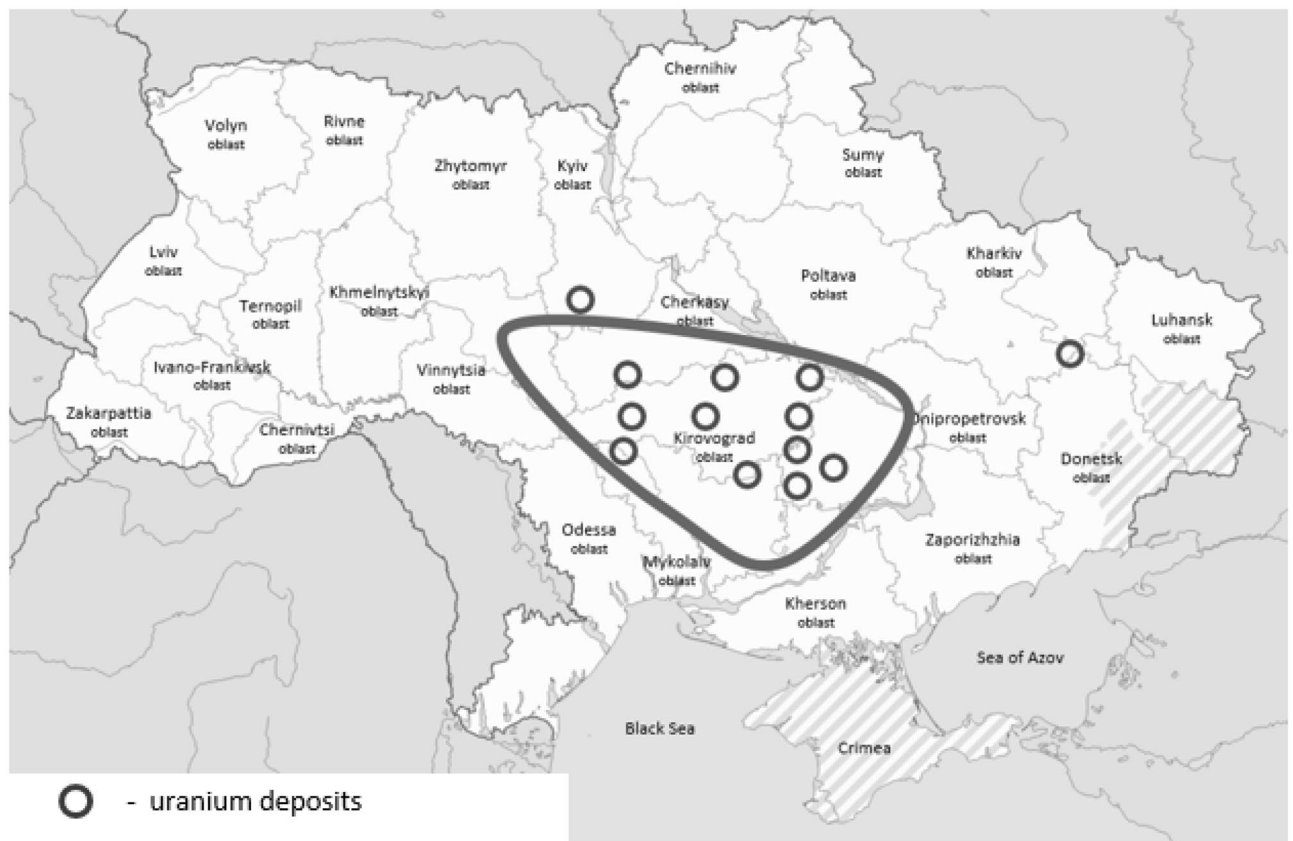 Chernihiv
oblast
Volyn
oblast
Rivne
oblast
Zhytomyr
oblast
Kyiv
oblast
Sumy
oblast
Lviv
oblast
Ternopil
oblast
Khmelnytskyi
oblast
Cherkasy
oblast
Poltava
oblast
Kharkiv
oblast
Luhansk
oblast
Ivano-Frankivsk
oblast
Vinnytsia
oblast
Zakarpattia
oblast
Chernivtsi
oblast
Kirovograd
oblast
Dnipropetrovsk
oblast
Donetsk
oblast
Odessa
oblast
Mykolaiv
oblast
Zaporizhzhia
oblast
Kherson
oblast
Sea of Azov
Black Sea
Crimea
- uranium deposits